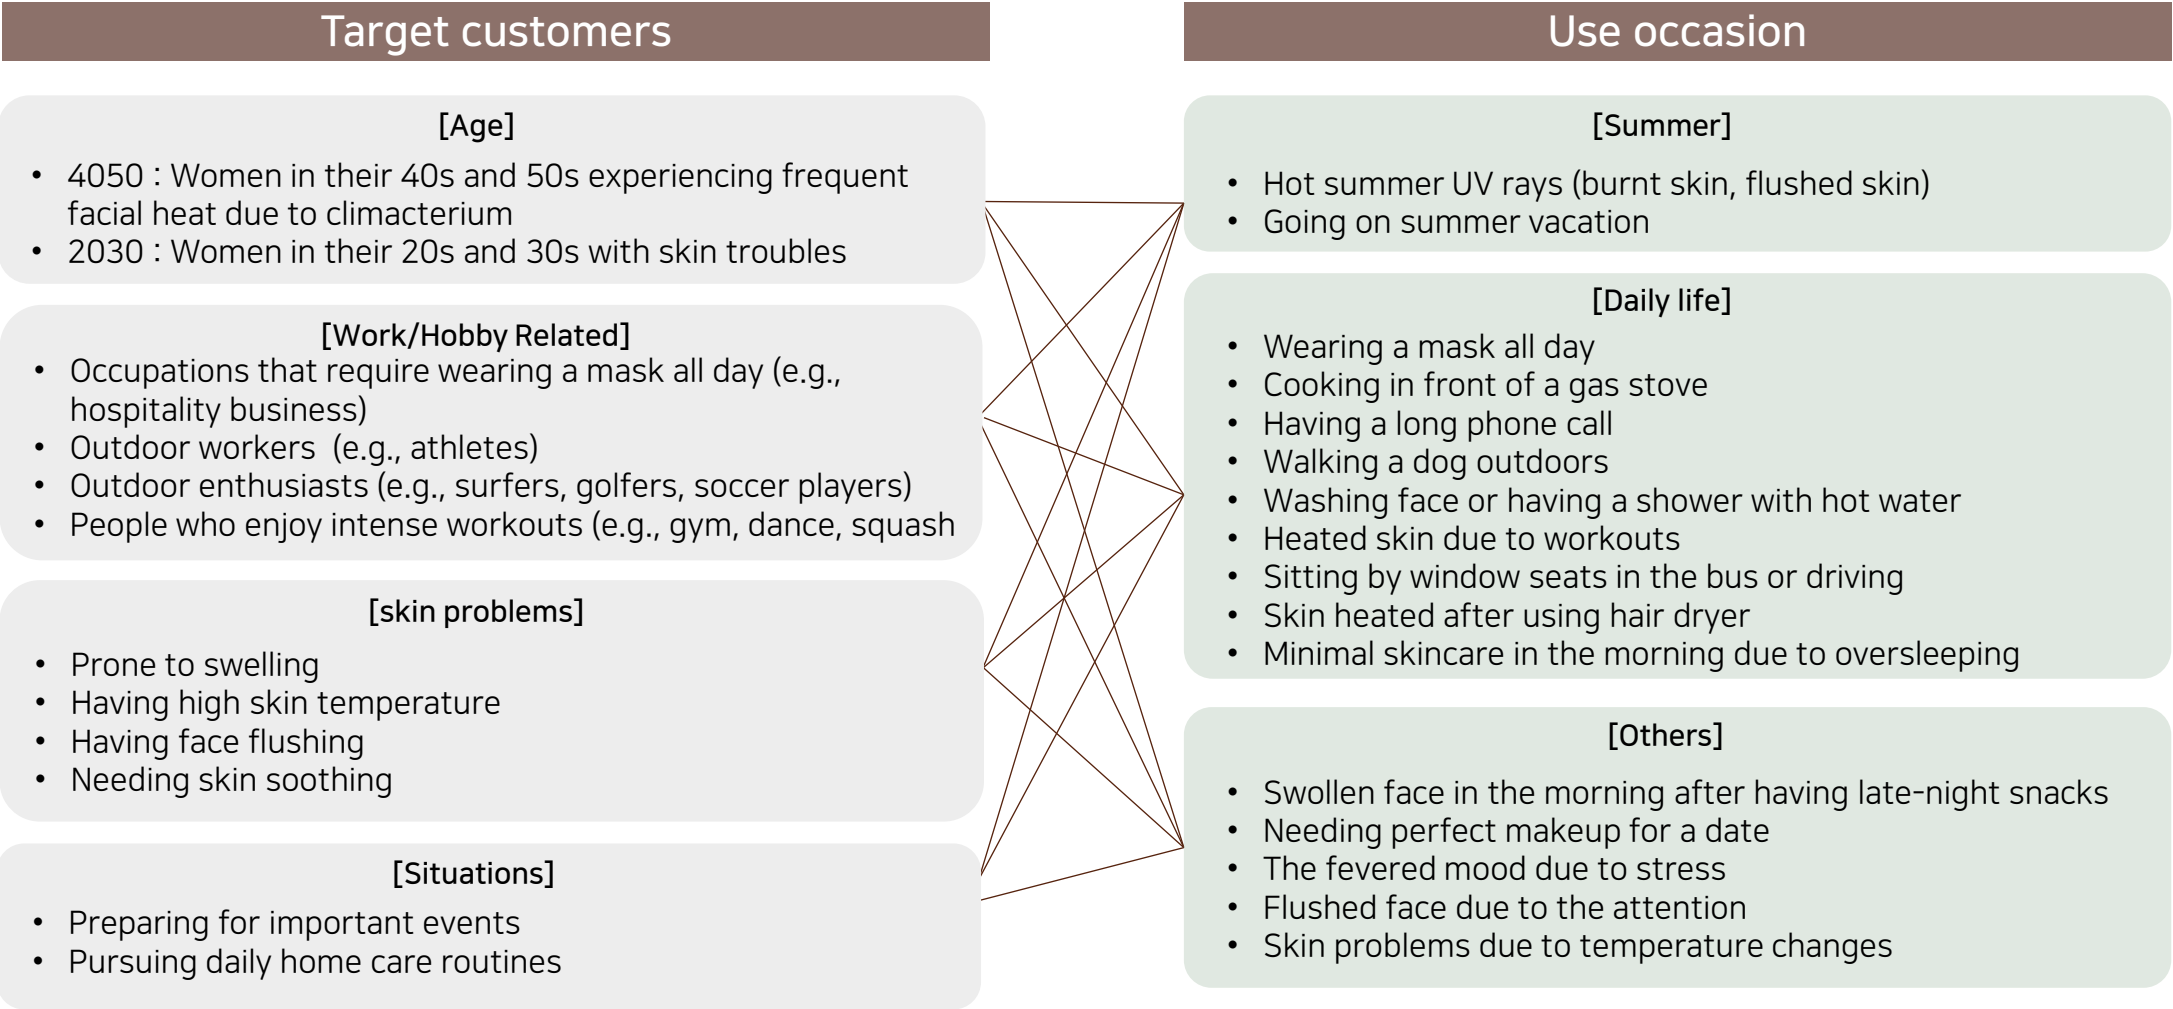 Target customers
[Age]
• 4050 : Women in their 40s and 50s experiencing frequent
facial heat due to climacterium
• 2030 : Women in their 20s and 30s with skin troubles
[Work/Hobby Related]
• Occupations that require wearing a mask all day (e.g.,
hospitality business)
• Outdoor workers (e.g., athletes)
• Outdoor enthusiasts (e.g., surfers, golfers, soccer players)
• People who enjoy intense workouts (e.g., gym, dance, squash
[skin problems]
• Prone to swelling
• Having high skin temperature
• Having face flushing
• Needing skin soothing
[Situations]
• Preparing for important events
• Pursuing daily home care routines
Use occasion
[Summer]
• Hot summer UV rays (burnt skin, flushed skin)
• Going on summer vacation
[Daily life]
• Wearing a mask all day
• Cooking in front of a gas stove
• Having a long phone call
• Walking a dog outdoors
• Washing face or having a shower with hot water
• Heated skin due to workouts
• Sitting by window seats in the bus or driving
• Skin heated after using hair dryer
• Minimal skincare in the morning due to oversleeping
[Others]
• Swollen face in the morning after having late-night snacks
• Needing perfect makeup for a date
• The fevered mood due to stress
• Flushed face due to the attention
• Skin problems due to temperature changes